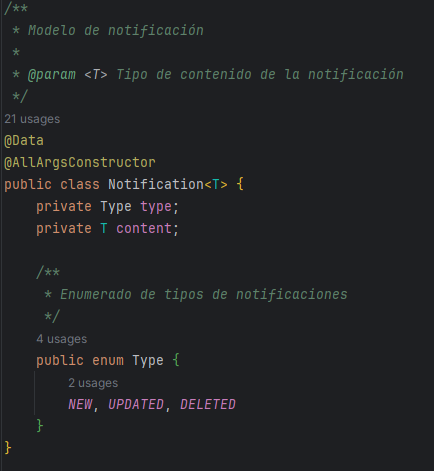 /**
 * Modelo de notificación
 *
 * @param <T> Tipo de contenido de la notificación
 */
21 usages
@Data
@AllArgsConstructor
public class Notification<T> {
    private Type type;
    private T content;

    /**
     * Enumerado de tipos de notificaciones
     */
    4 usages
    public enum Type {
        2 usages
        NEW, UPDATED, DELETED
    }
}